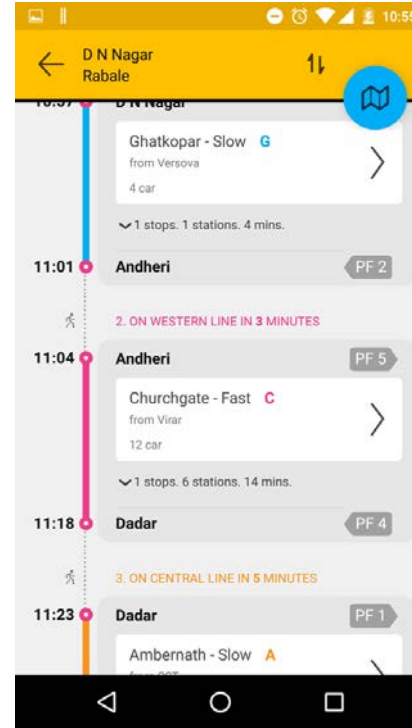 10:55
D N Nagar
Rabale
10:57 D N Nagar
Ghatkopar - Slow G
from Versova
4 car
1 stops. 1 stations. 4 mins.
11:01 Andheri PF 2
2. ON WESTERN LINE IN 3 MINUTES
11:04 Andheri PF 5
Churchgate - Fast C
from Virar
12 car
1 stops. 6 stations. 14 mins.
11:18 Dadar PF 4
3. ON CENTRAL LINE IN 5 MINUTES
11:23 Dadar PF 1
Ambernath - Slow A